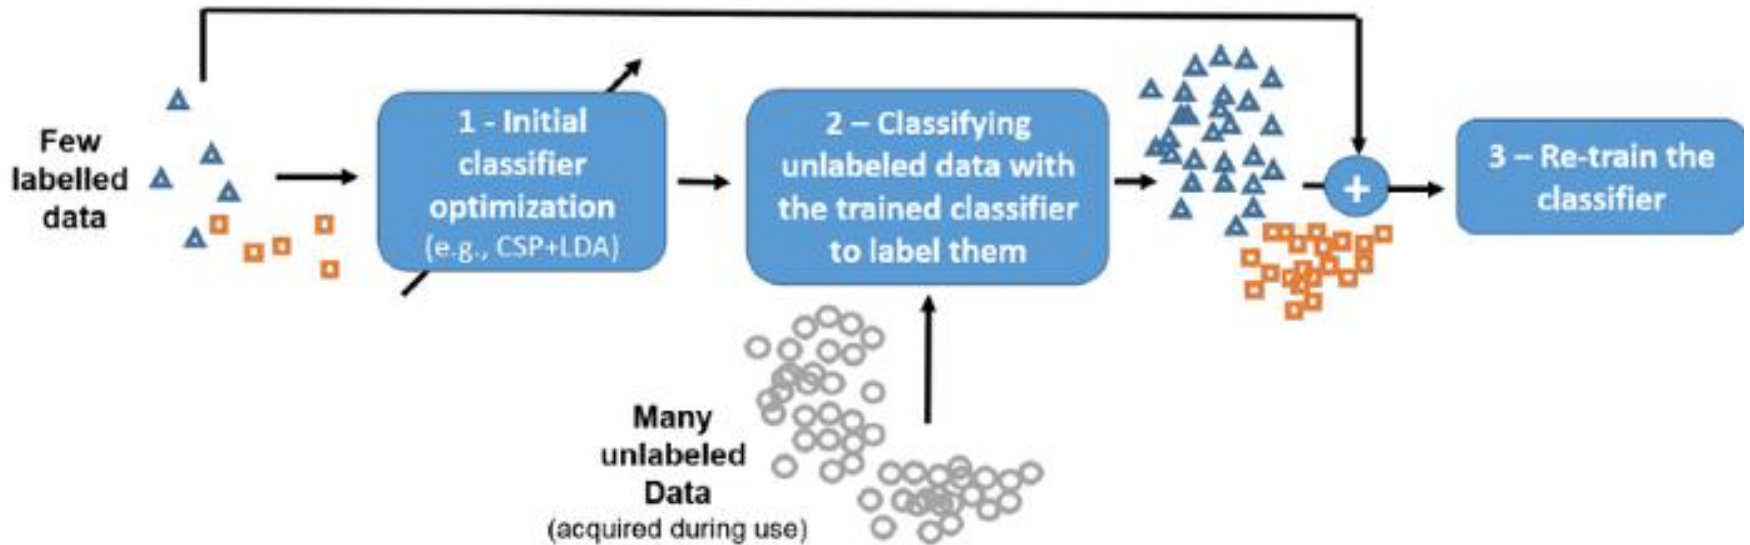 Few
labelled
data
1 - Initial
classifier
optimization
(e.g., CSP+LDA)
2 – Classifying
unlabeled data with
the trained classifier
to label them
+
3 – Re-train the
classifier
Many
unlabeled
Data
(acquired during use)